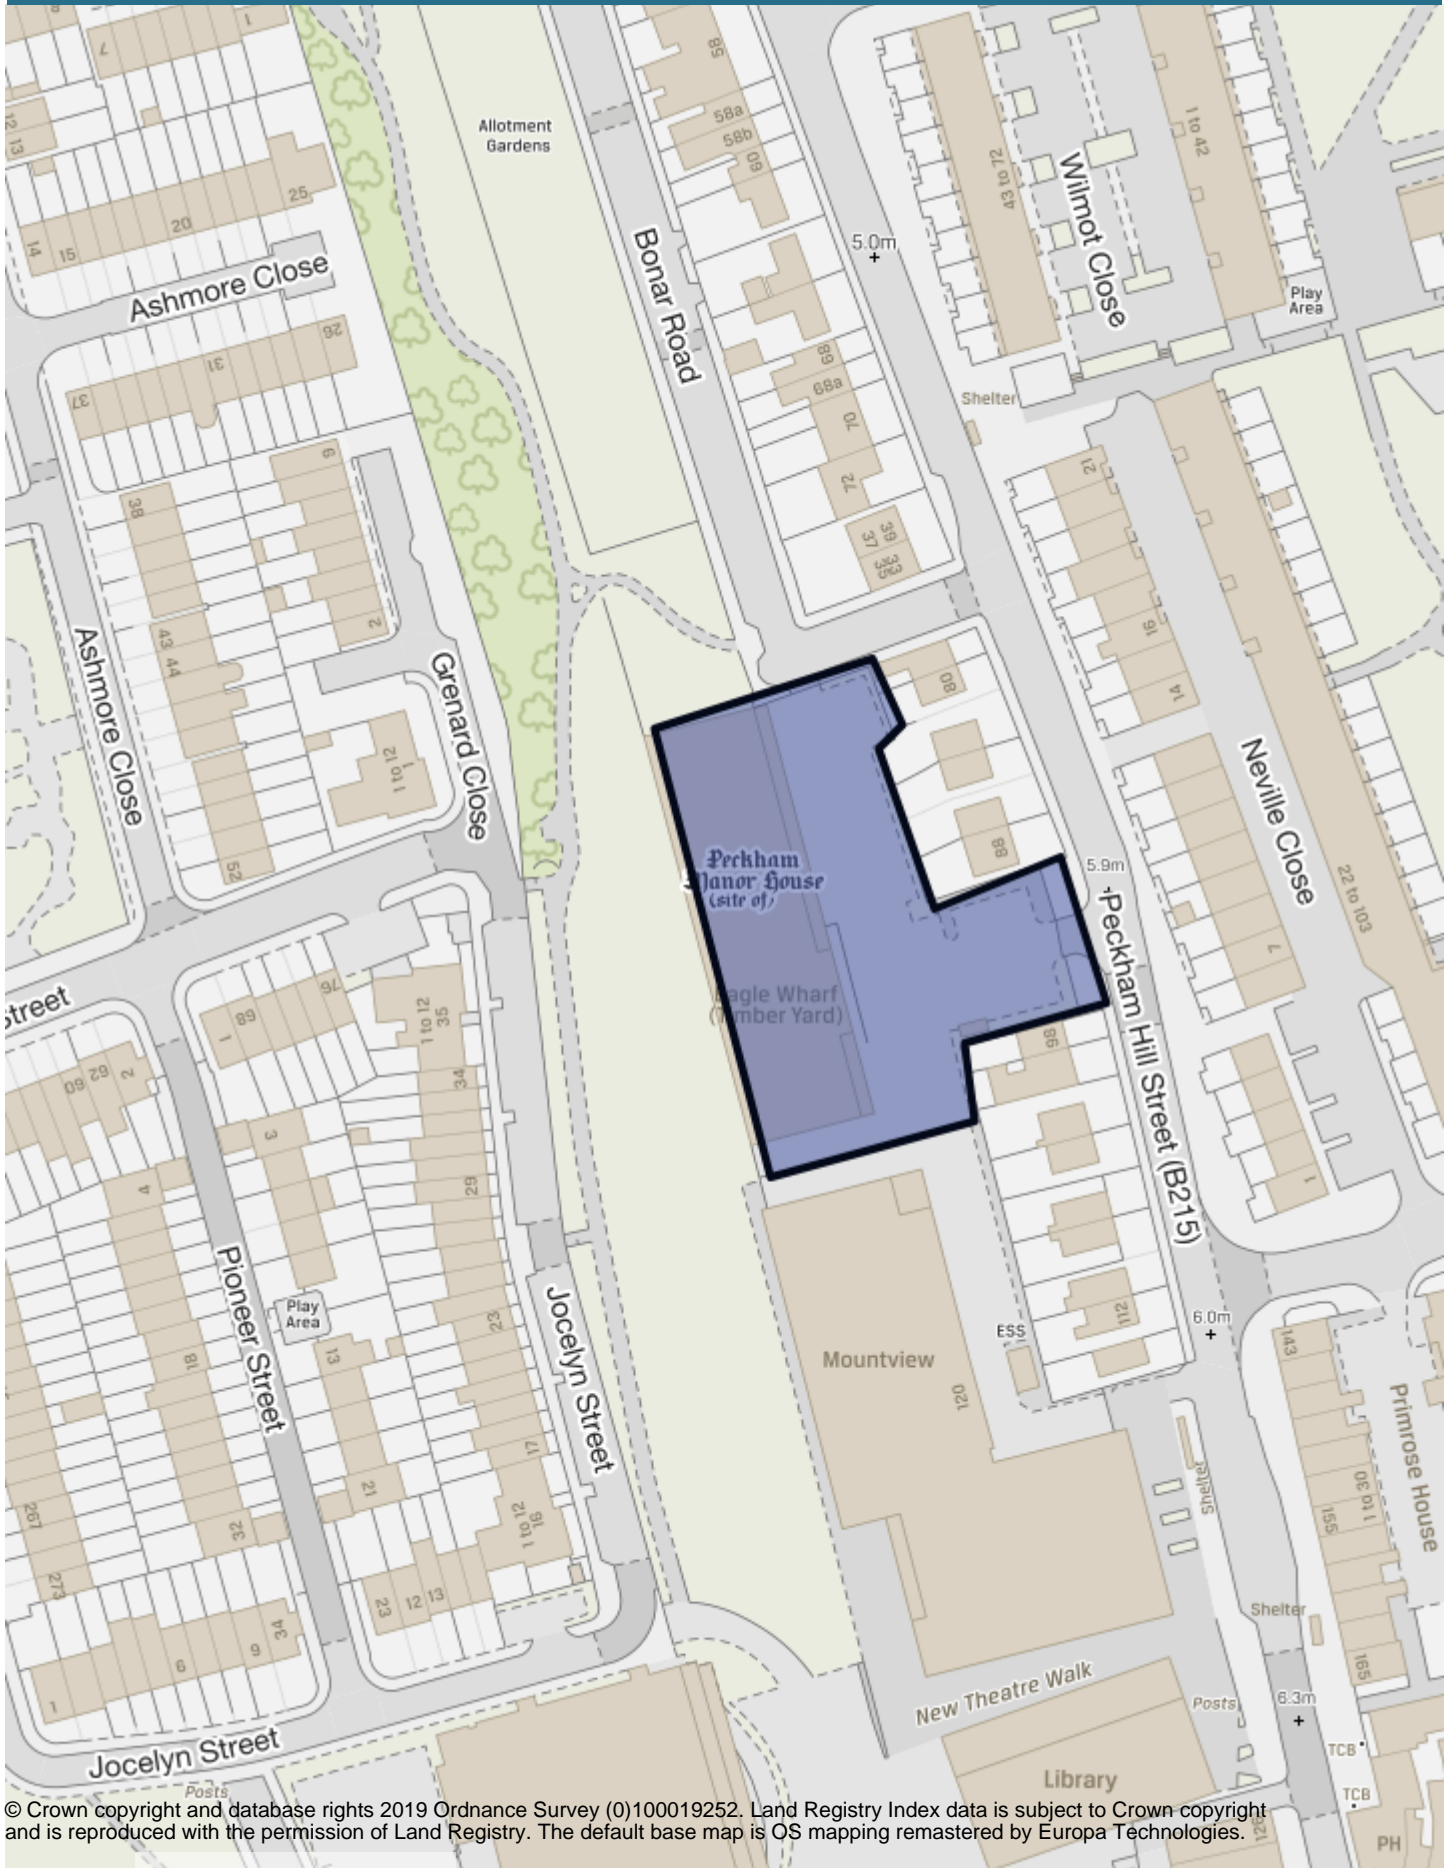 7
1
12
13
58
58a
58b
60
Allotment
Gardens
1 to 42
43 to 72
Wilmot Close
25
20
15
14
Ashmore Close
5.0m
Bonar Road
Play
Area
26
31
37
68
68a
70
72
Shelter
39
37
33
35
21
16
14
38
9
2
43
44
52
Ashmore Close
Grenard Close
1 to 12
80
88
Neville Close
22 to 103
7
1
5.9m
Peckham
Manor House
(site of)
Eagle Wharf
(Timber Yard)
Peckham Hill Street (B215)
98
112
Street
76
68
1
1 to 12
35
34
29
23
17
1 to 12
16
62
60
2
3
4
Pioneer Street
Play
Area
13
18
12
32
267
273
Jocelyn Street
23
12
13
34
9
6
1
Jocelyn Street
Posts
ESS
Mountview
120
6.0m
143
Primrose House
1 to 30
155
165
Shelter
Shelter
New Theatre Walk
Posts
6.3m
TCB
TCB
Library
126
PH
© Crown copyright and database rights 2019 Ordnance Survey (0)100019252. Land Registry Index data is subject to Crown copyright
and is reproduced with the permission of Land Registry. The default base map is OS mapping remastered by Europa Technologies.